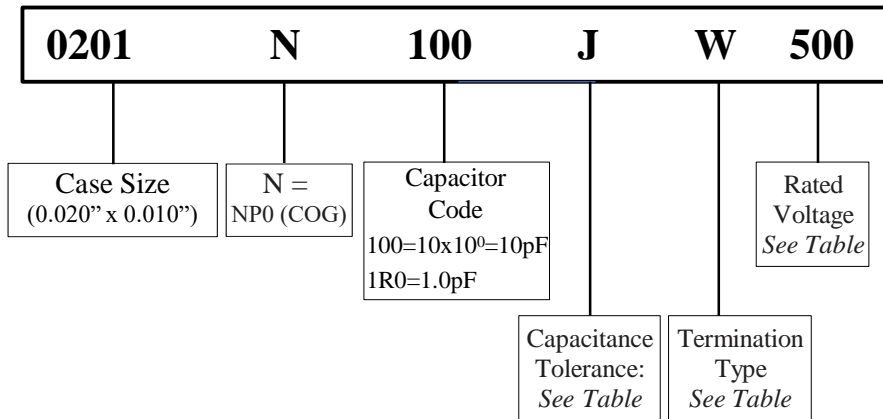 0201 N 100 J W 500
Case Size
(0.020” x 0.010”)
N =
NP0 (COG)
Capacitor
Code
100=10x10⁰=10pF
1R0=1.0pF
Rated
Voltage
See Table
Capacitance
Tolerance:
See Table
Termination
Type
See Table